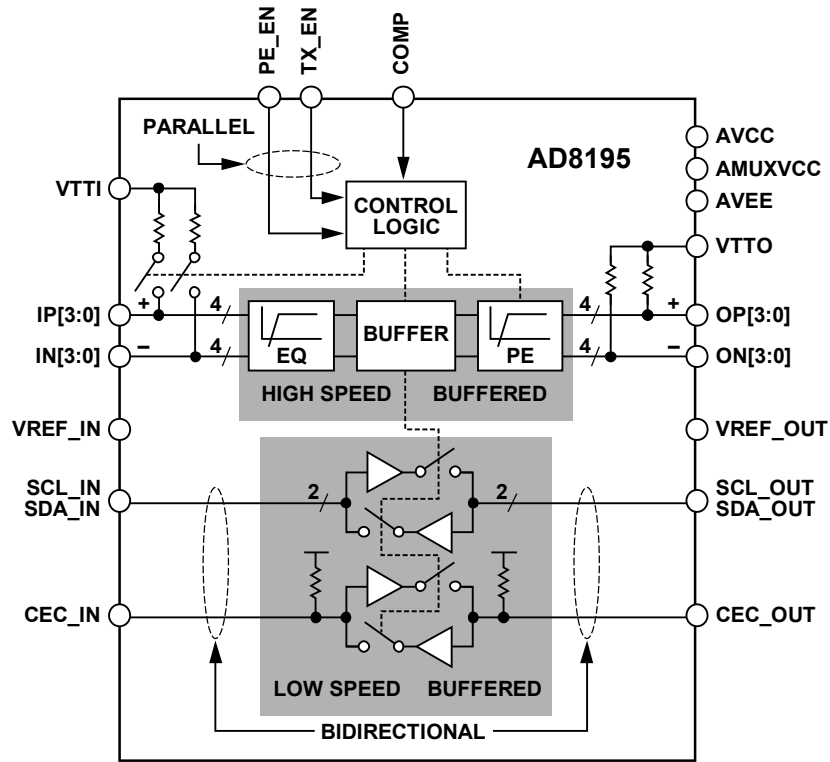 PE_EN
TX_EN
COMP
PARALLEL
AD8195
AVCC
AMUXVCC
AVEE
VTTI
CONTROL
LOGIC
VTTO
+
4
4
+
IP[3:0]
OP[3:0]
BUFFER
IN[3:0]
−
4
EQ
PE
4
−
ON[3:0]
HIGH SPEED
BUFFERED
VREF_IN
VREF_OUT
SCL_IN
SDA_IN
2
2
SCL_OUT
SDA_OUT
CEC_IN
CEC_OUT
LOW SPEED
BUFFERED
BIDIRECTIONAL